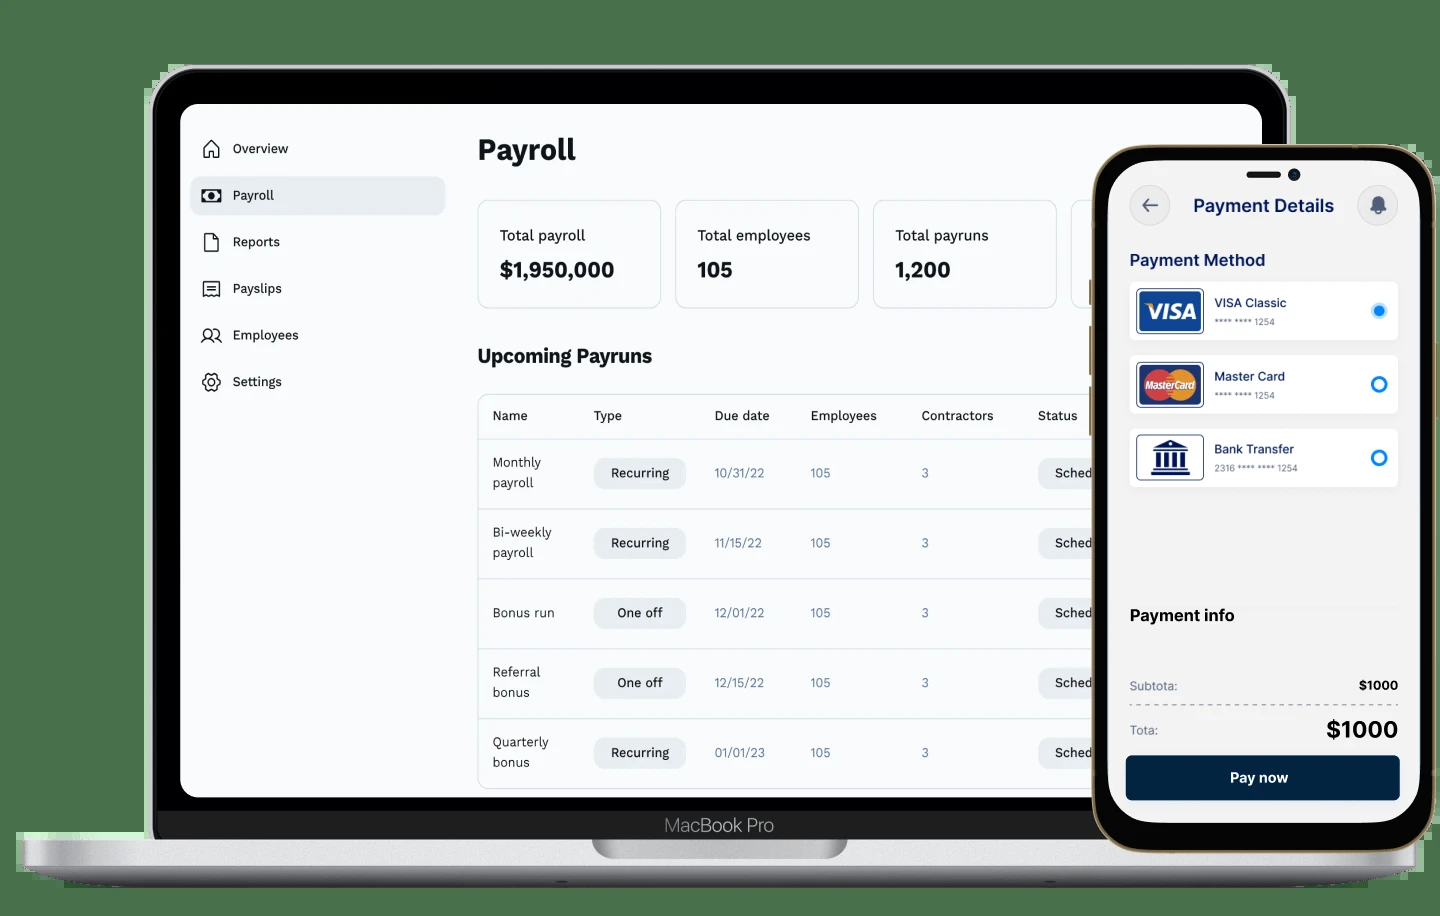 Overview
Payroll
Reports
Payslips
Employees
Settings
Payroll
Total payroll
$1,950,000
Total employees
105
Total payruns
1,200
Upcoming Payruns
Name Type Due date Employees Contractors Status
Monthly
payroll
Recurring 10/31/22 105 3 Sched
Bi-weekly
payroll
Recurring 11/15/22 105 3 Sched
Bonus run One off 12/01/22 105 3 Sched
Referral
bonus
One off 12/15/22 105 3 Sched
Quarterly
bonus
Recurring 01/01/23 105 3 Sched
MacBook Pro
Payment Details
Payment Method
VISA
VISA Classic
**** **** 1254
MasterCard
Master Card
**** **** 1254
Bank Transfer
2316 **** **** 1254
Payment info
Subtota: $1000
Tota: $1000
Pay now